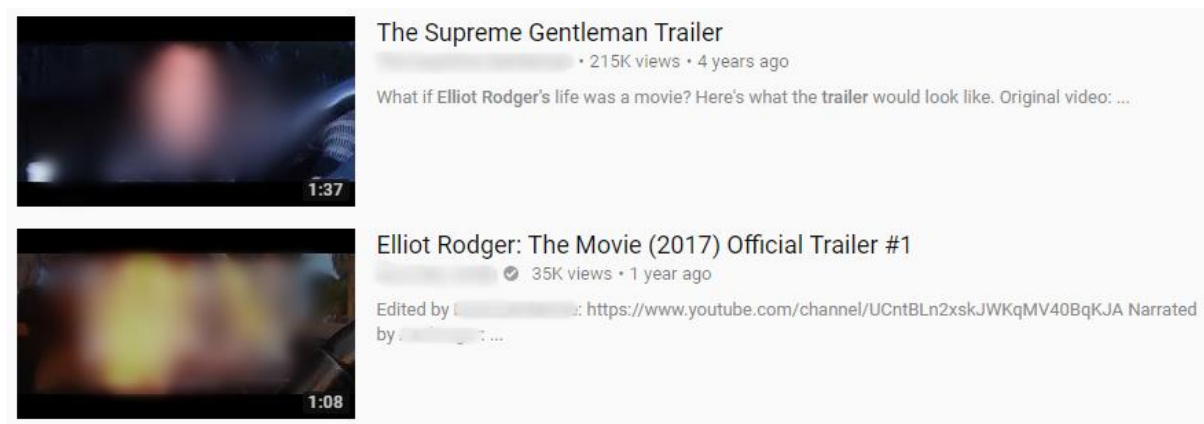 The Supreme Gentleman Trailer
• 215K views • 4 years ago
What if Elliot Rodger's life was a movie? Here's what the trailer would look like. Original video: ...
1:37
Elliot Rodger: The Movie (2017) Official Trailer #1
35K views • 1 year ago
Edited by : https://www.youtube.com/channel/UCntBLn2xskJWKqMV40BqKJA Narrated
by : ...
1:08